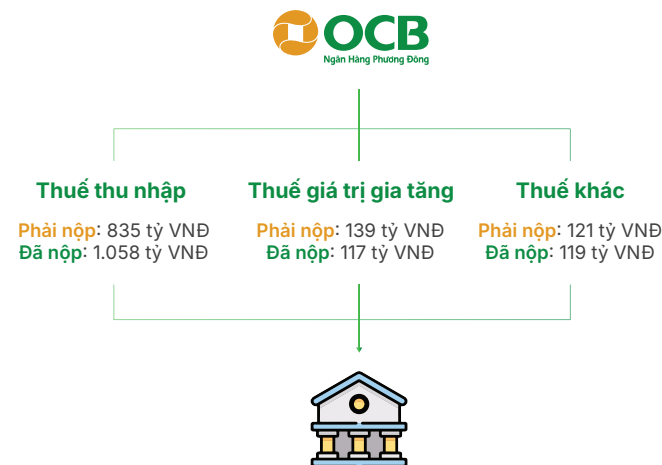 OCB
Ngân Hàng Phương Đông
Thuế thu nhập
Phải nộp: 835 tỷ VNĐ
Đã nộp: 1.058 tỷ VNĐ
Thuế giá trị gia tăng
Phải nộp: 139 tỷ VNĐ
Đã nộp: 117 tỷ VNĐ
Thuế khác
Phải nộp: 121 tỷ VNĐ
Đã nộp: 119 tỷ VNĐ